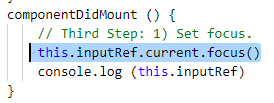 componentDidMount () {
// Third Step: 1) Set focus.
this.inputRef.current.focus()
console.log (this.inputRef)
}